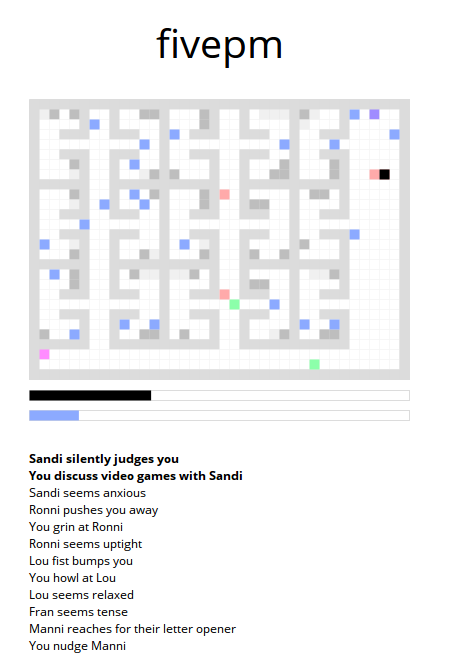 fivepm
Sandi silently judges you
You discuss video games with Sandi
Sandi seems anxious
Ronni pushes you away
You grin at Ronni
Ronni seems uptight
Lou fist bumps you
You howl at Lou
Lou seems relaxed
Fran seems tense
Manni reaches for their letter opener
You nudge Manni